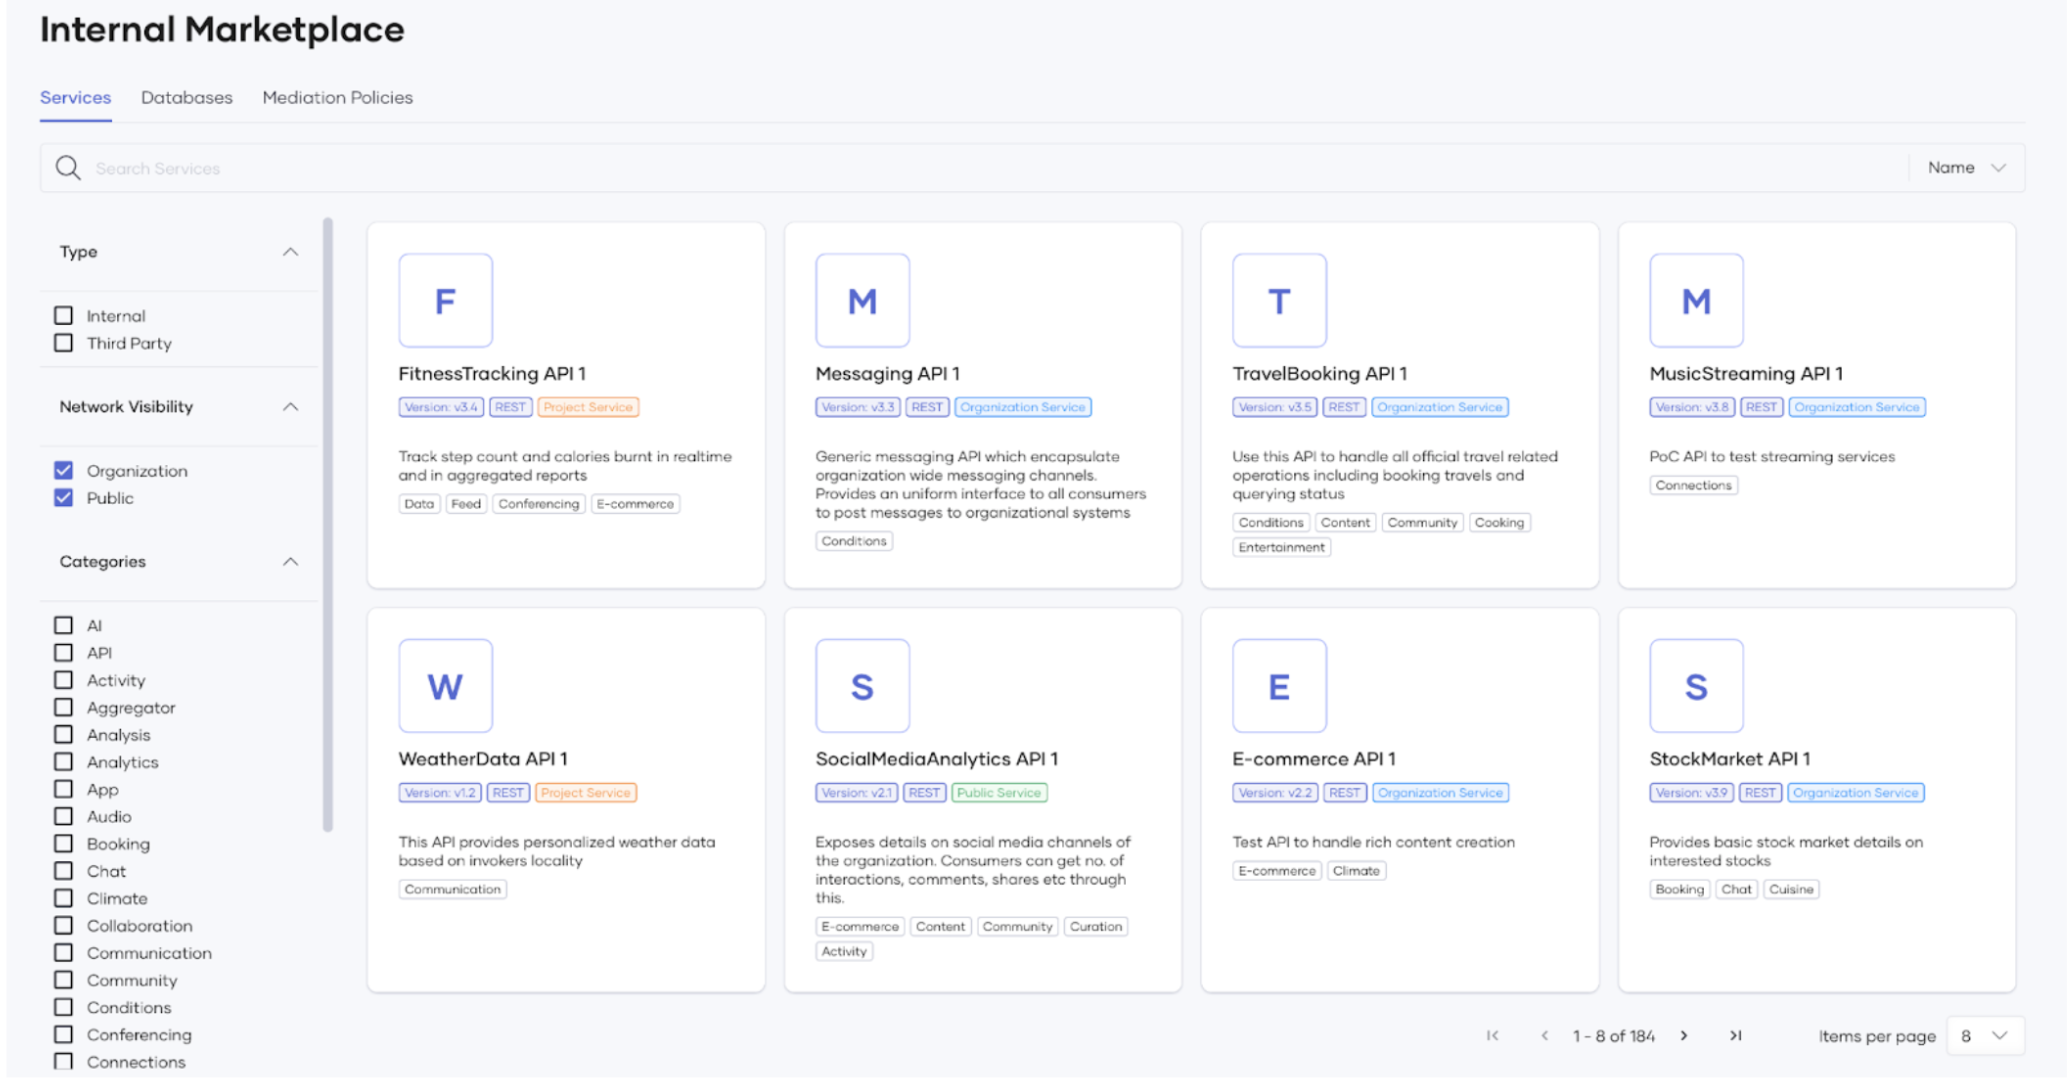 Internal Marketplace
Services Databases Mediation Policies
Search Services Name
Type
Internal
Third Party
Network Visibility
Organization
Public
Categories
AI
API
Activity
Aggregator
Analysis
Analytics
App
Audio
Booking
Chat
Climate
Collaboration
Communication
Community
Conditions
Conferencing
Connections
F
FitnessTracking API 1
Version: v3.4 REST Project Service
Track step count and calories burnt in realtime
and in aggregated reports
Data Feed Conferencing E-commerce
M
Messaging API 1
Version: v3.3 REST Organization Service
Generic messaging API which encapsulate
organization wide messaging channels.
Provides an uniform interface to all consumers
to post messages to organizational systems
Conditions
T
TravelBooking API 1
Version: v3.5 REST Organization Service
Use this API to handle all official travel related
operations including booking travels and
querying status
Conditions Content Community Cooking
Entertainment
M
MusicStreaming API 1
Version: v3.8 REST Organization Service
PoC API to test streaming services
Connections
W
WeatherData API 1
Version: v1.2 REST Project Service
This API provides personalized weather data
based on invokers locality
Communication
S
SocialMediaAnalytics API 1
Version: v2.1 REST Public Service
Exposes details on social media channels of
the organization. Consumers can get no. of
interactions, comments, shares etc through
this.
E-commerce Content Community Curation
Activity
E
E-commerce API 1
Version: v2.2 REST Organization Service
Test API to handle rich content creation
E-commerce Climate
S
StockMarket API 1
Version: v3.9 REST Organization Service
Provides basic stock market details on
interested stocks
Booking Chat Cuisine
1 - 8 of 184 Items per page 8